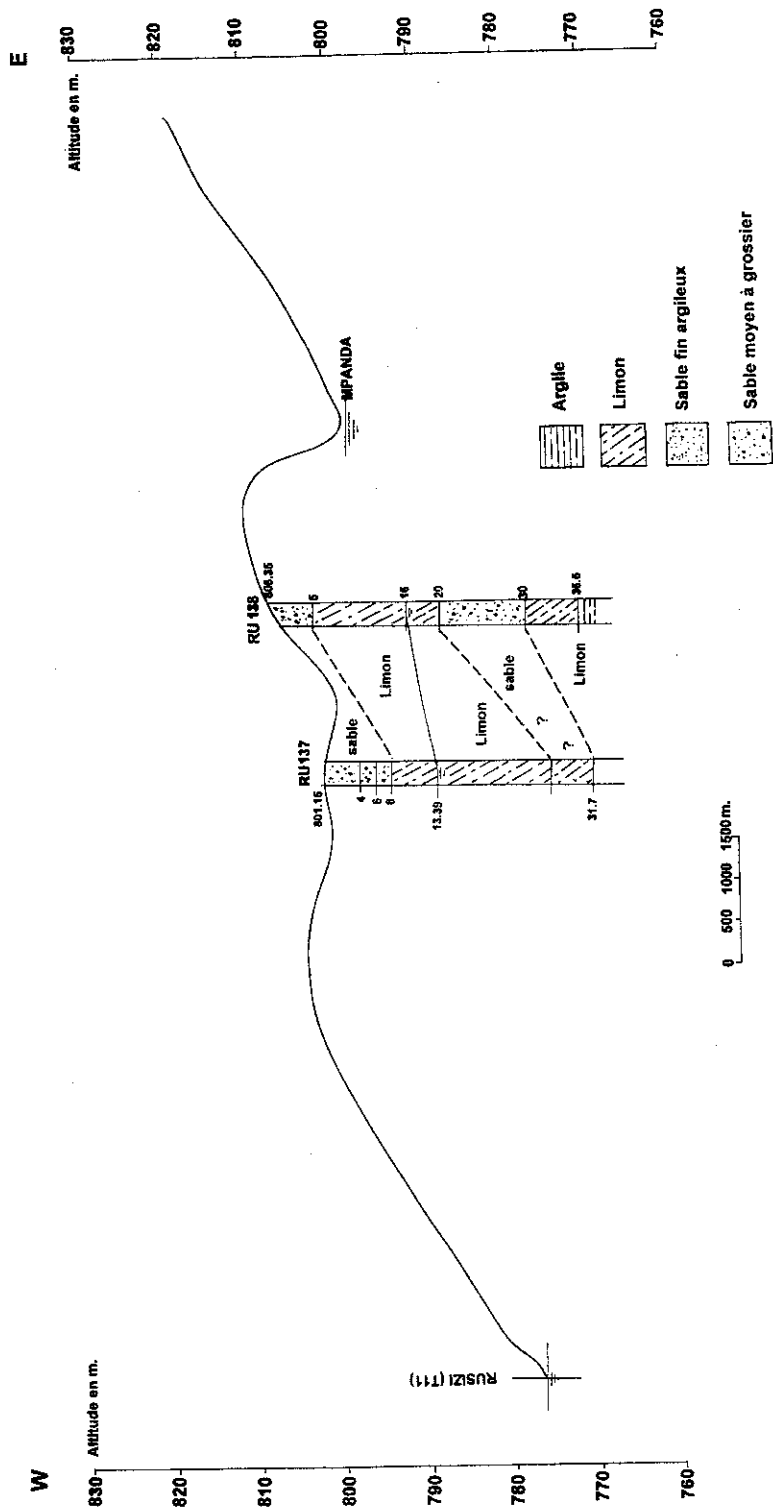 W
E
Altitude en m.
Altitude en m.
830
820
810
800
790
780
770
760
830
820
810
800
790
780
770
760
RUSIZI (T11)
MPANDA
RU137
801.15
4
6
8
13.39
31.7
RU 138
806.35
5
16
20
30
36.6
sable
Limon
Limon
sable
Limon
?
?
0 500 1000 1500m.
Argile
Limon
Sable fin argileux
Sable moyen à grossier